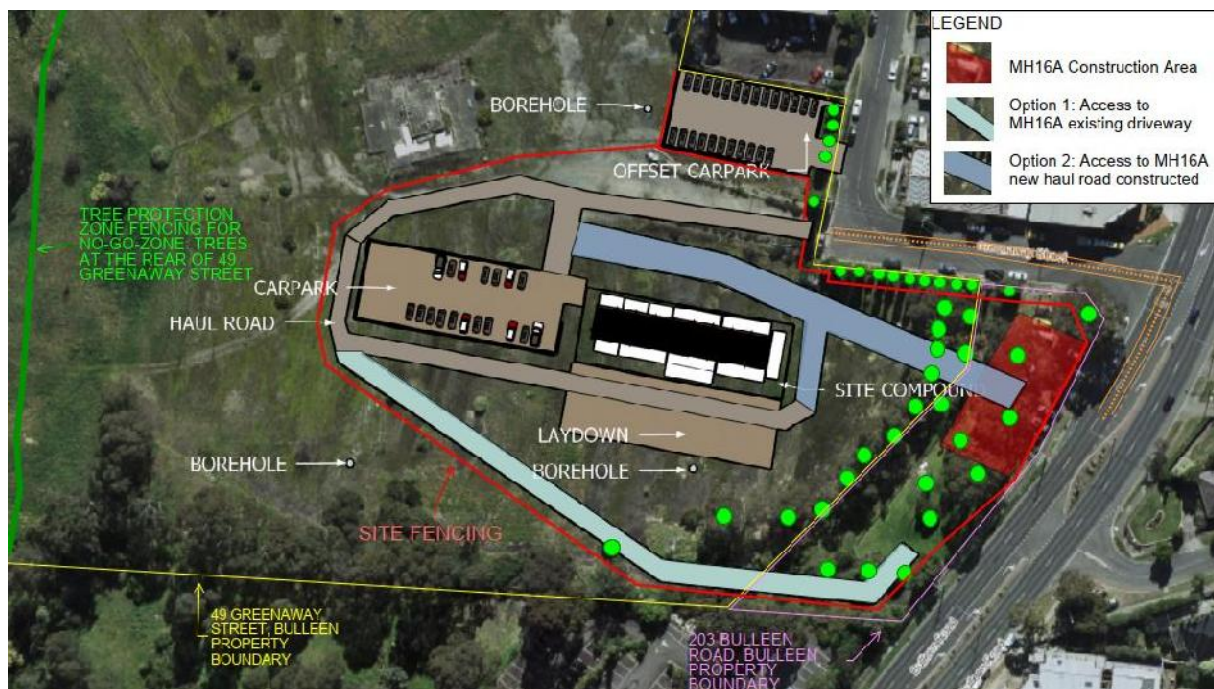 LEGEND
MH16A Construction Area
Option 1: Access to
MH16A existing driveway
Option 2: Access to MH16A
new haul road constructed
BOREHOLE
OFFSET CARPARK
TREE PROTECTION
ZONE FENCING FOR
NO-GO-ZONE. TREES
AT THE REAR OF 49
GREENAWAY STREET
CARPARK
HAUL ROAD
SITE COMPOUND
LAYDOWN
BOREHOLE
BOREHOLE
SITE FENCING
49 GREENAWAY
STREET, BULLEEN
PROPERTY
BOUNDARY
203 BULLEEN
ROAD, BULLEEN
PROPERTY
BOUNDARY